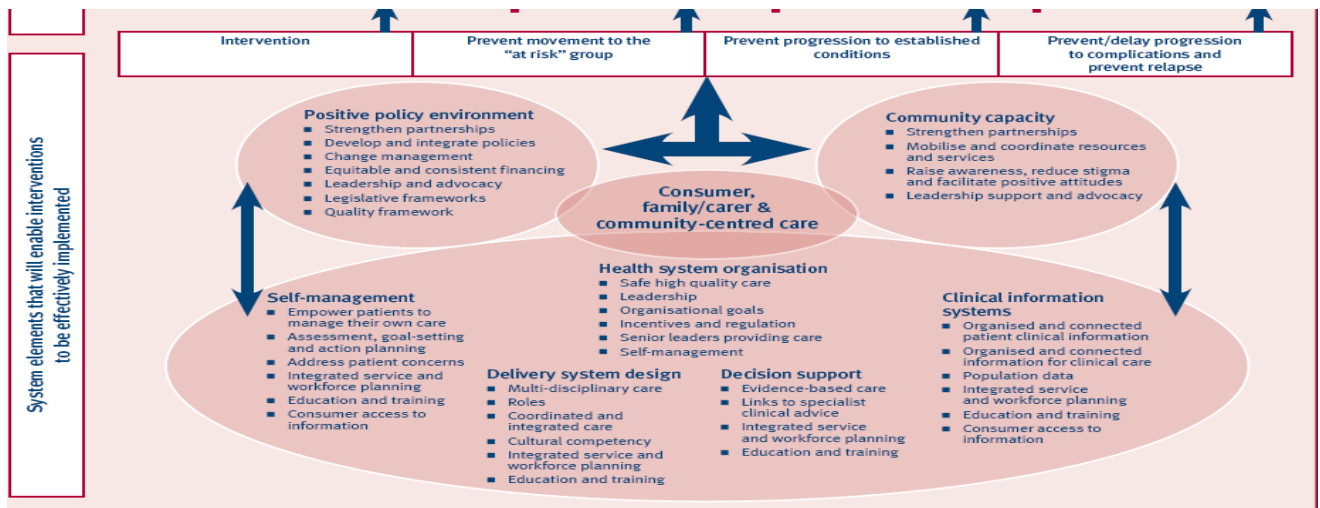 Intervention
Prevent movement to the
“at risk” group
Prevent progression to established
conditions
Prevent/delay progression
to complications and
prevent relapse
System elements that will enable interventions
to be effectively implemented
Positive policy environment
■ Strengthen partnerships
■ Develop and integrate policies
■ Change management
■ Equitable and consistent financing
■ Leadership and advocacy
■ Legislative frameworks
■ Quality framework
Community capacity
■ Strengthen partnerships
■ Mobilise and coordinate resources
and services
■ Raise awareness, reduce stigma
and facilitate positive attitudes
■ Leadership support and advocacy
Consumer,
family/carer &
community-centred care
Health system organisation
■ Safe high quality care
■ Leadership
■ Organisational goals
■ Incentives and regulation
■ Senior leaders providing care
■ Self-management
Self-management
■ Empower patients to
manage their own care
■ Assessment, goal-setting
and action planning
■ Address patient concerns
■ Integrated service and
workforce planning
■ Education and training
■ Consumer access to
information
Delivery system design
■ Multi-disciplinary care
■ Roles
■ Coordinated and
integrated care
■ Cultural competency
■ Integrated service and
workforce planning
■ Education and training
Decision support
■ Evidence-based care
■ Links to specialist
clinical advice
■ Integrated service
and workforce planning
■ Education and training
Clinical information
systems
■ Organised and connected
patient clinical information
■ Organised and connected
information for clinical care
■ Population data
■ Integrated service
and workforce planning
■ Education and training
■ Consumer access to
information